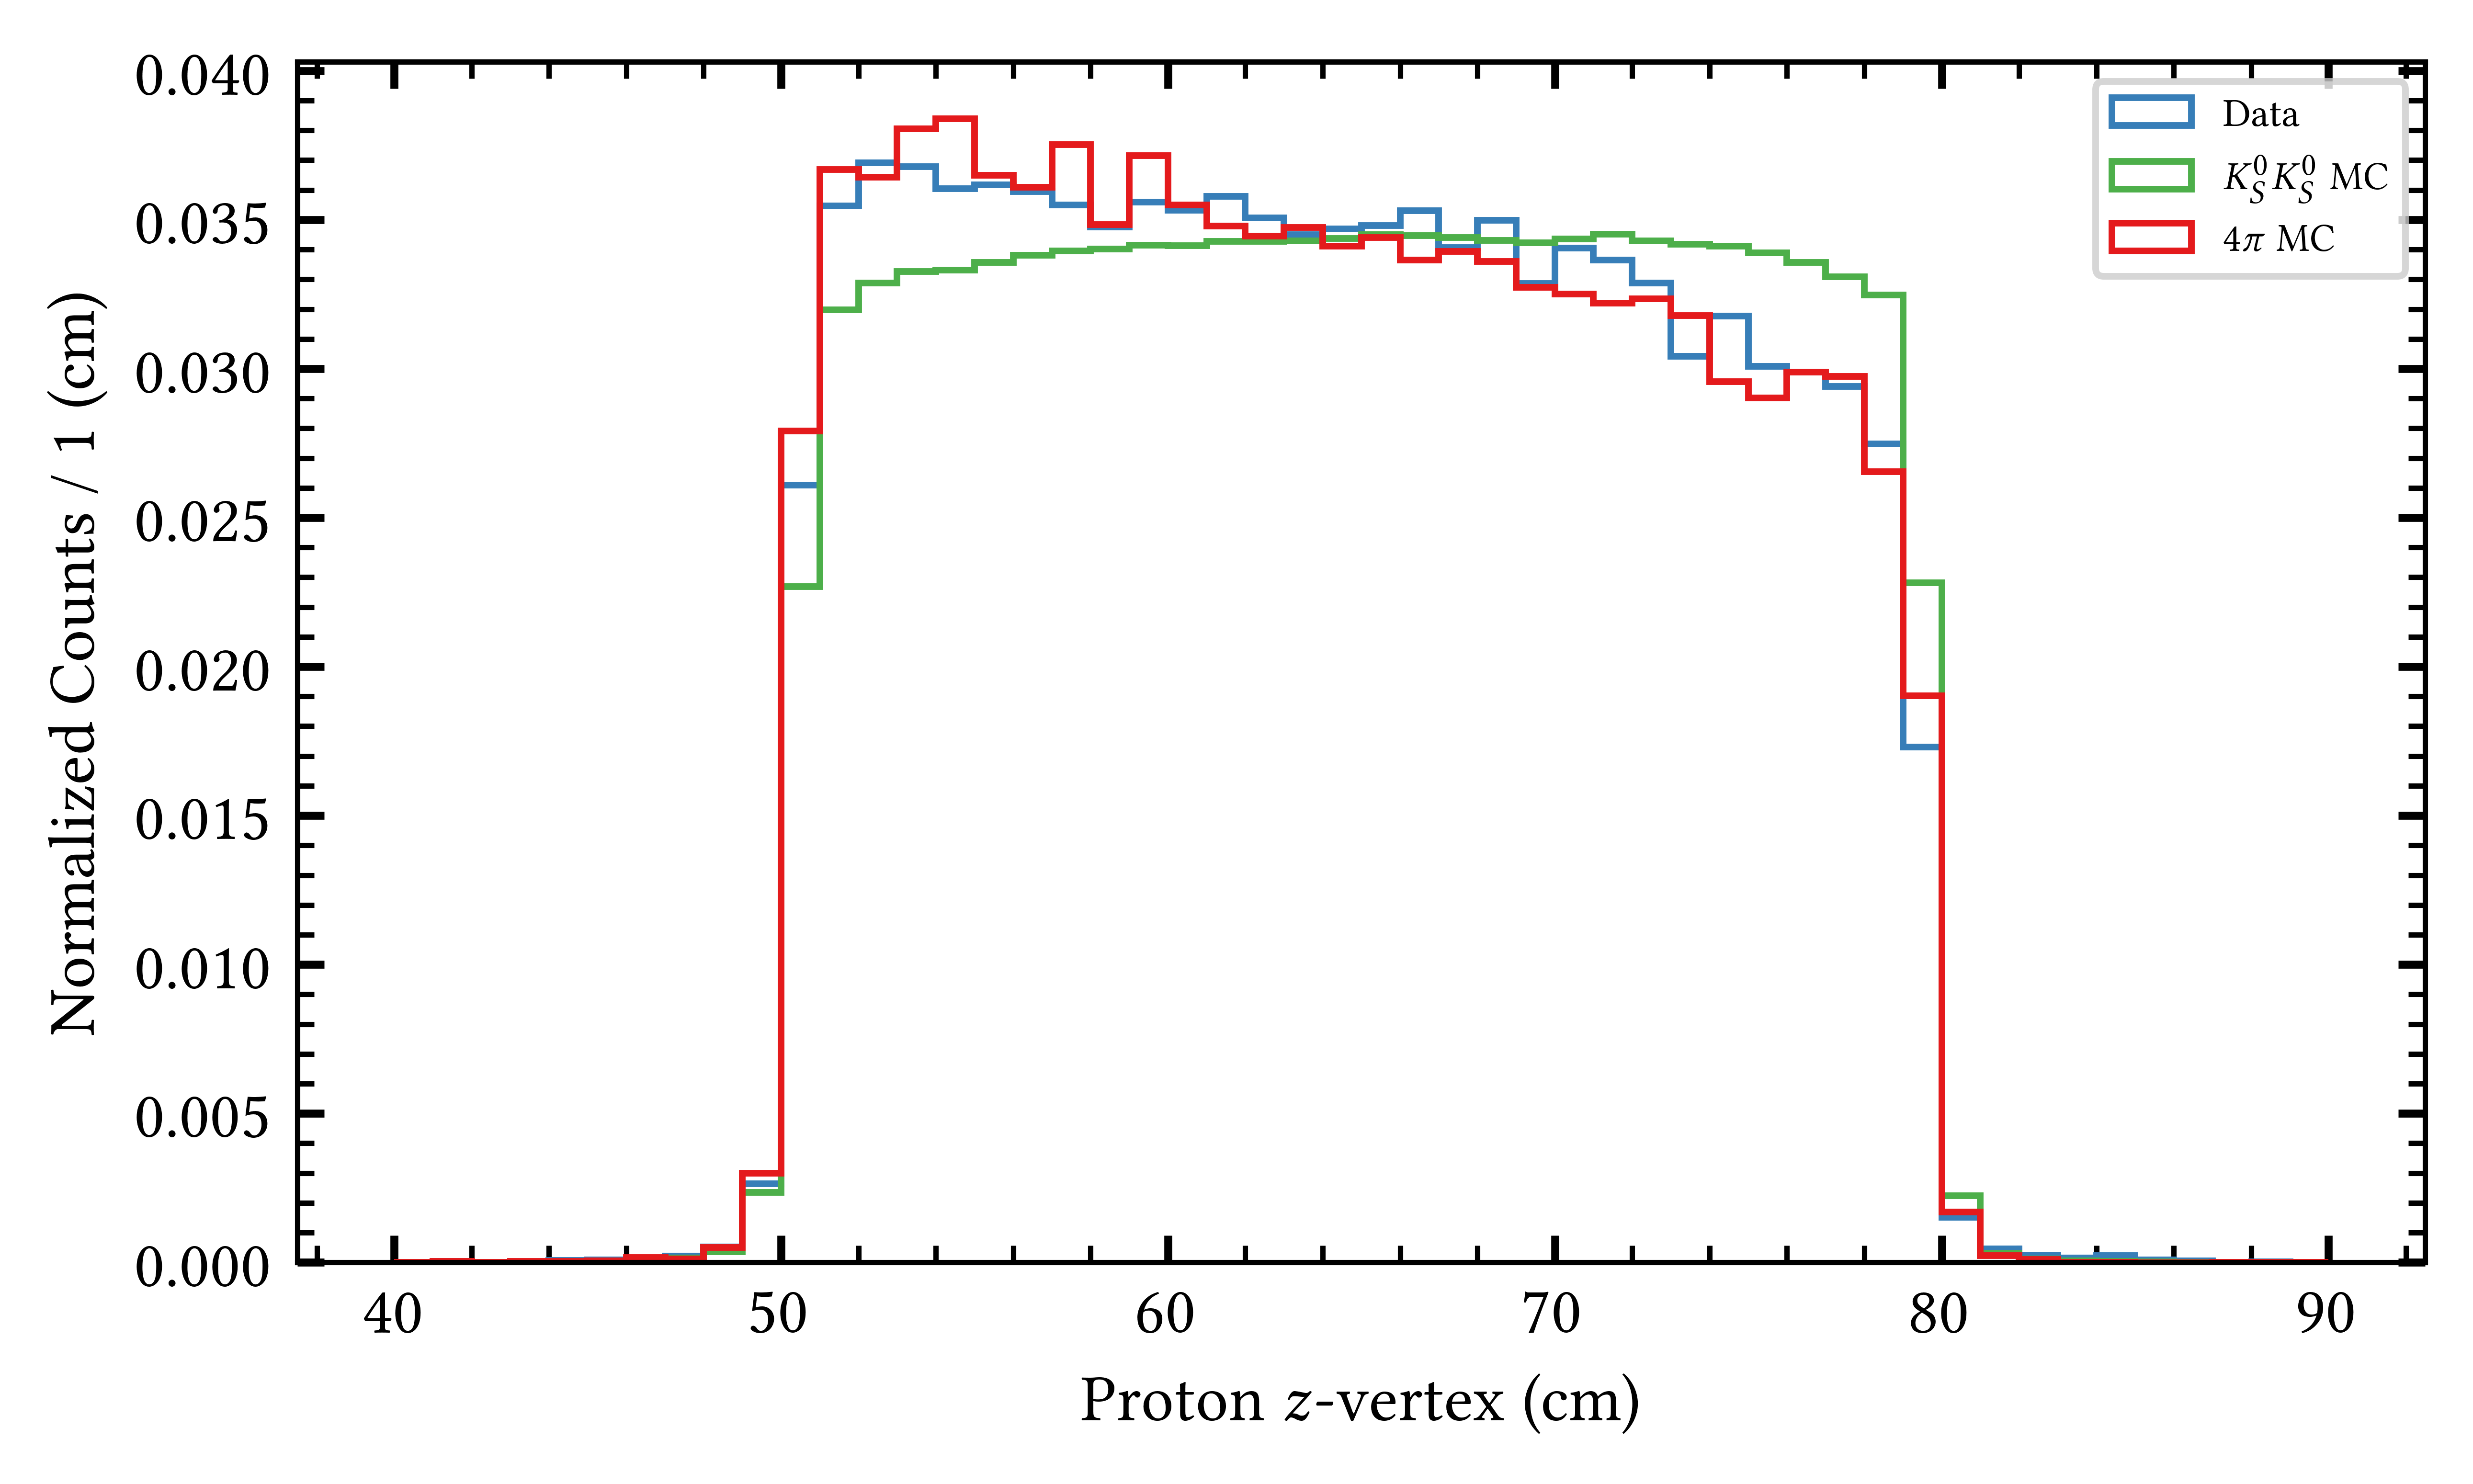 0.040
0.035
0.030
0.025
0.020
0.015
0.010
0.005
0.000
Normalized Counts / 1 (cm)
Data
$K_S^0 K_S^0$ MC
4π MC
40 50 60 70 80 90
Proton z-vertex (cm)